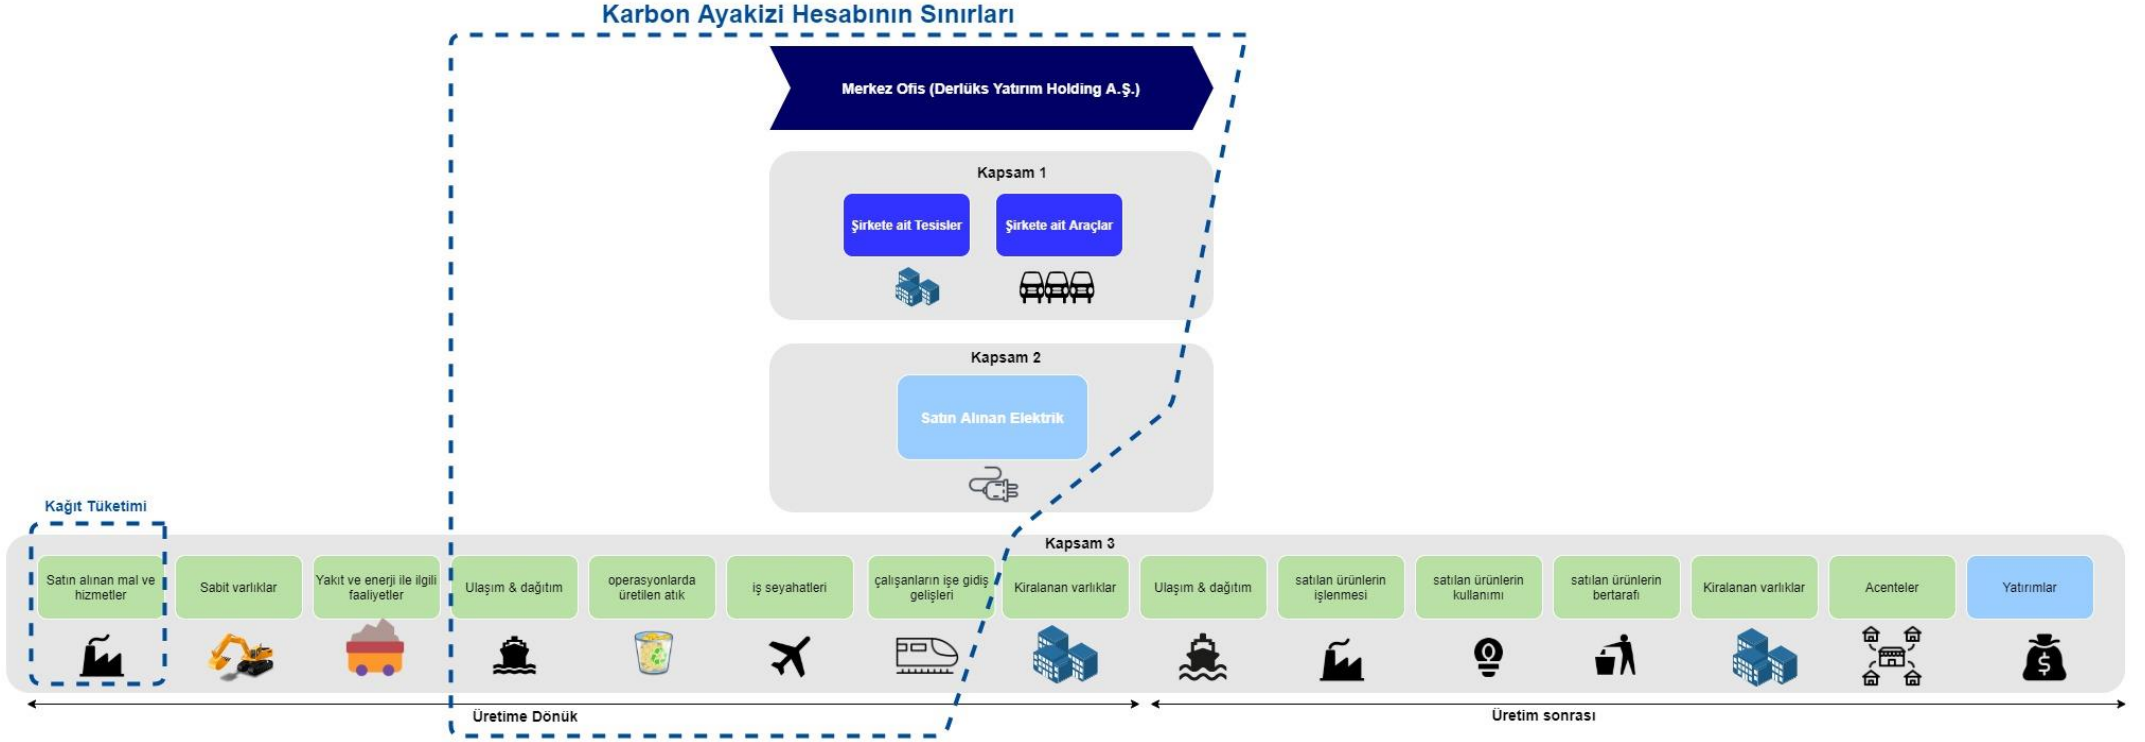 Karbon Ayakizi Hesabının Sınırları
Merkez Ofis (Derlüks Yatırım Holding A.Ş.)
Kapsam 1
Şirkete ait Tesisler
Şirkete ait Araçlar
Kapsam 2
Satın Alınan Elektrik
Kağıt Tüketimi
Kapsam 3
Satın alınan mal ve
hizmetler
Sabit varlıklar
Yakıt ve enerji ile ilgili
faaliyetler
Ulaşım & dağıtım
operasyonlarda
üretilen atık
iş seyahatleri
çalışanların işe gidiş
gelişleri
Kiralanan varlıklar
Ulaşım & dağıtım
satılan ürünlerin
işlenmesi
satılan ürünlerin
kullanımı
satılan ürünlerin
bertarafı
Kiralanan varlıklar
Acenteler
Yatırımlar
Üretime Dönük
Üretim sonrası